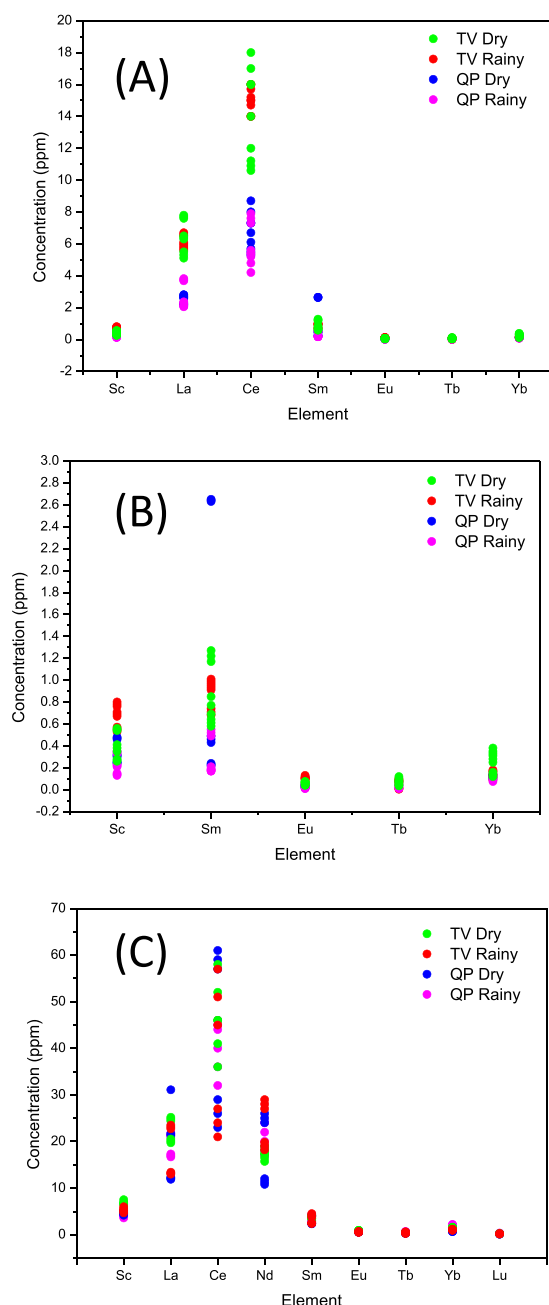 (A)
TV Dry
TV Rainy
QP Dry
QP Rainy
Concentration (ppm)
20
18
16
14
12
10
8
6
4
2
0
-2
Sc La Ce Sm Eu Tb Yb
Element
(B)
TV Dry
TV Rainy
QP Dry
QP Rainy
Concentration (ppm)
3.0
2.8
2.6
2.4
2.2
2.0
1.8
1.6
1.4
1.2
1.0
0.8
0.6
0.4
0.2
0.0
-0.2
Sc Sm Eu Tb Yb
Element
(C)
TV Dry
TV Rainy
QP Dry
QP Rainy
Concentration (ppm)
70
60
50
40
30
20
10
0
Sc La Ce Nd Sm Eu Tb Yb Lu
Element